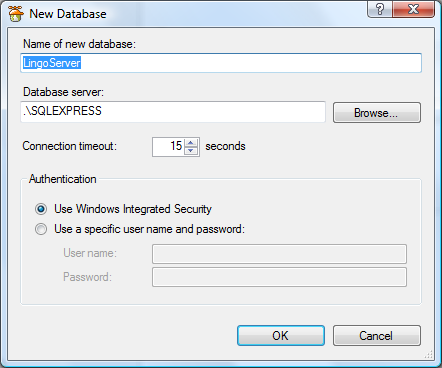 New Database
Name of new database:
LingoServer
Database server:
.\SQLEXPRESS
Browse...
Connection timeout: 15 seconds
Authentication
Use Windows Integrated Security
Use a specific user name and password:
User name:
Password:
OK Cancel